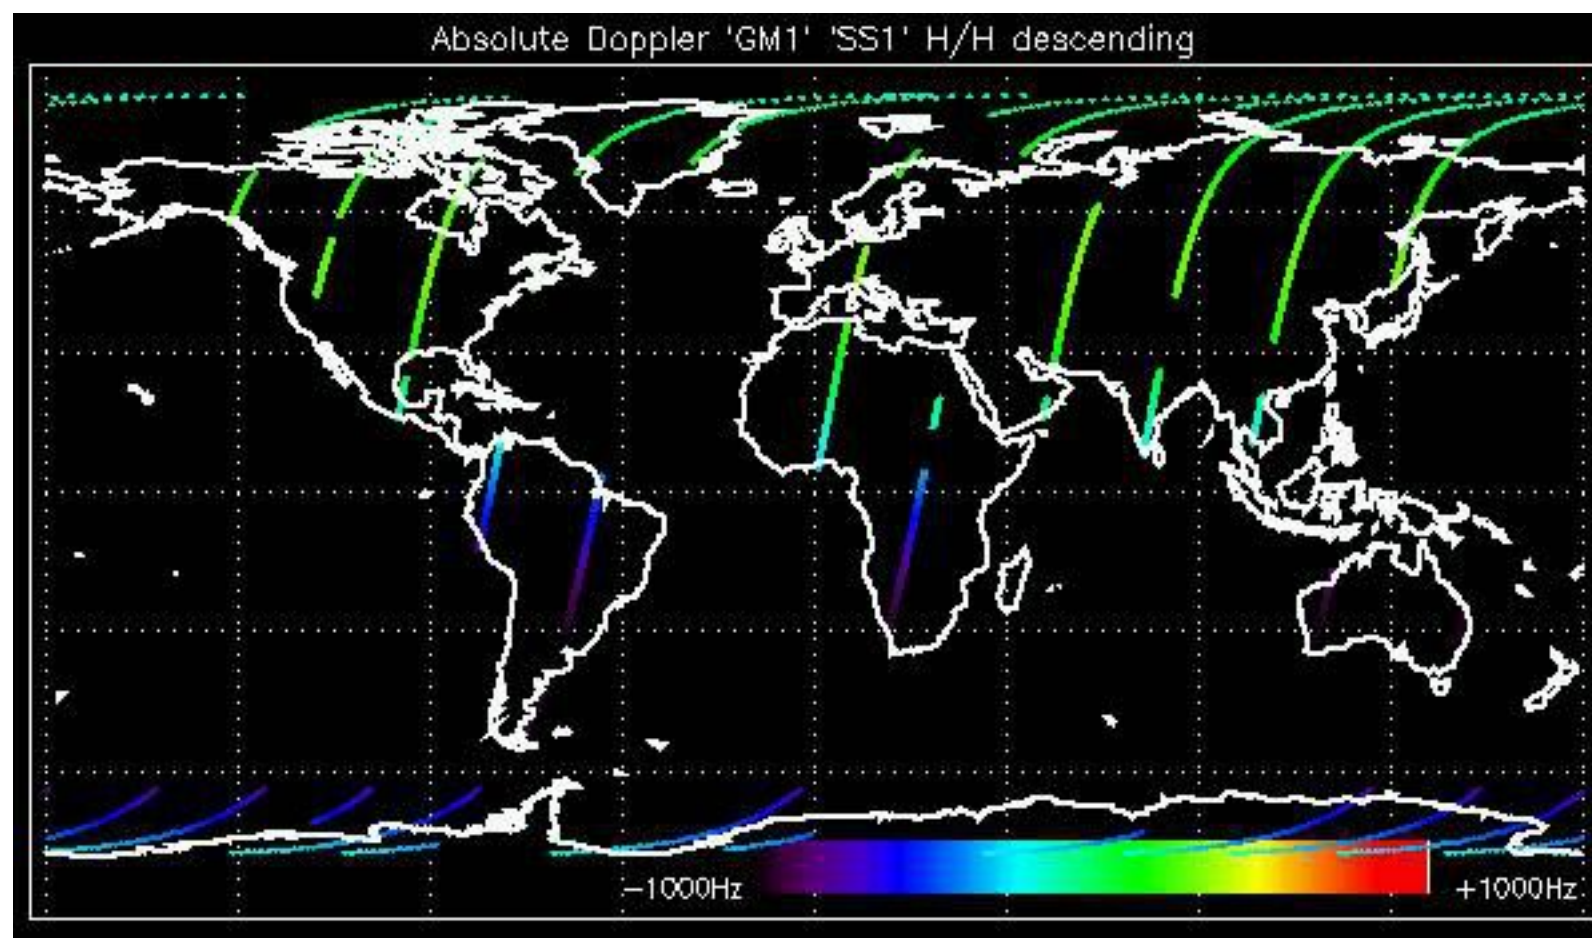 Absolute Doppler 'GM1' 'SS1' H/H descending
−1000Hz
+1000Hz